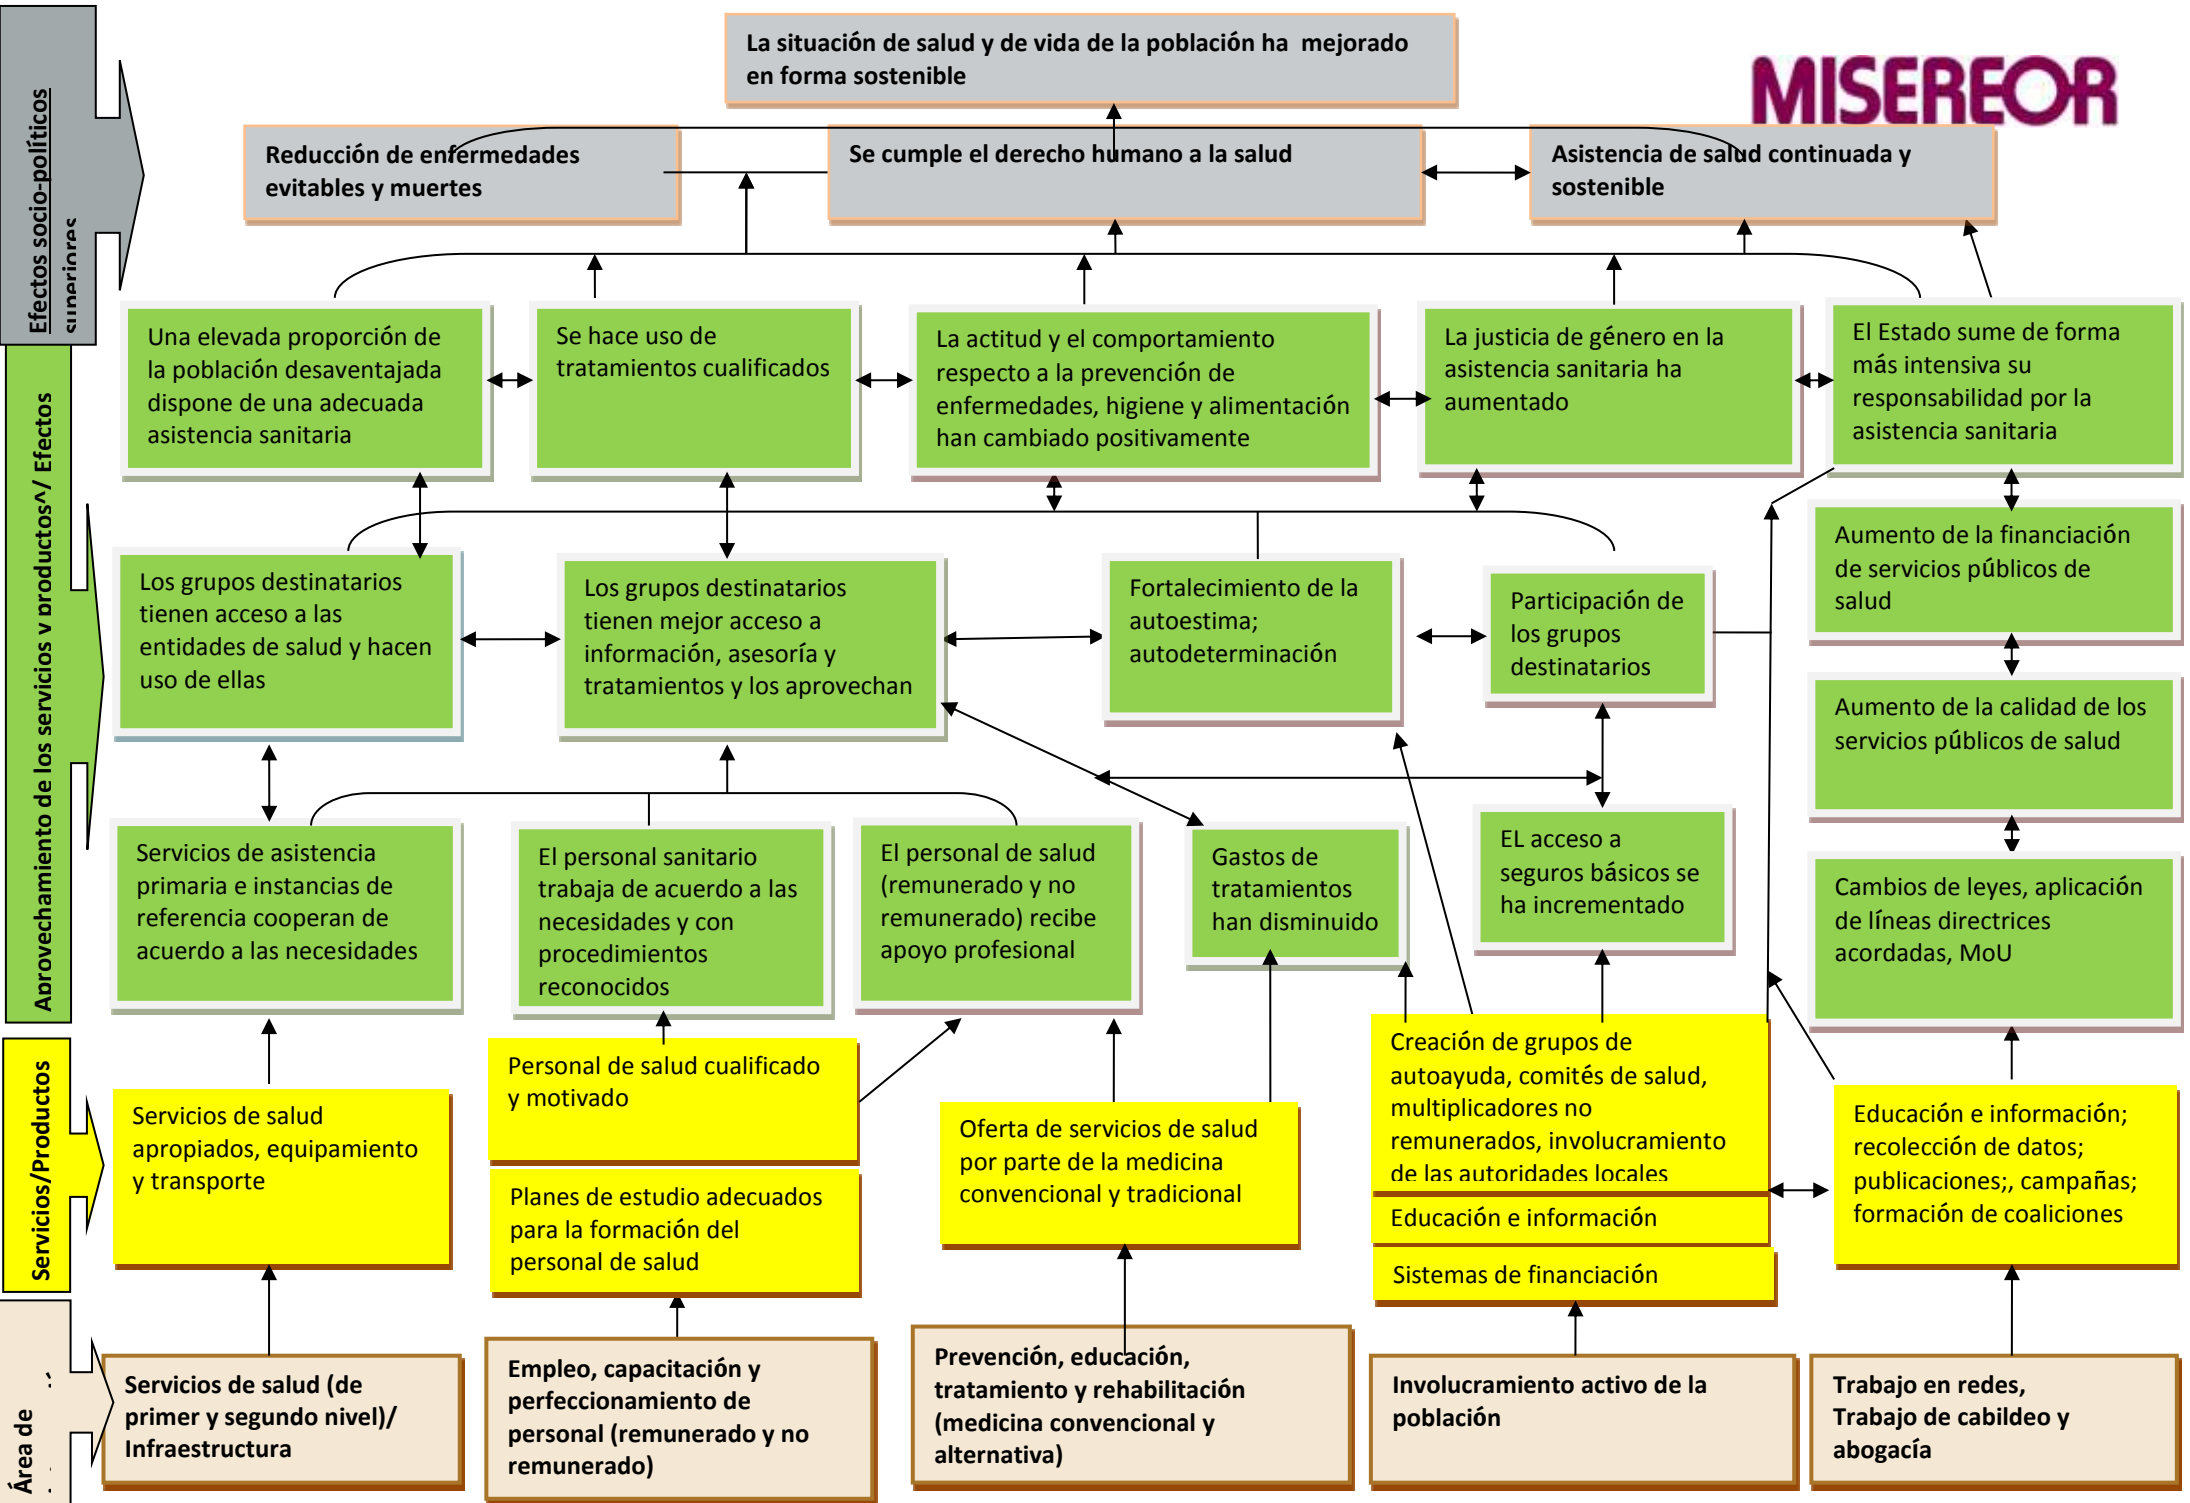 La situación de salud y de vida de la población ha mejorado
en forma sostenible
MISEREOR
Efectos socio-políticos
superiores
Reducción de enfermedades
evitables y muertes
Se cumple el derecho humano a la salud
Asistencia de salud continuada y
sostenible
Aprovechamiento de los servicios y productos^/ Efectos
Una elevada proporción de
la población desaventajada
dispone de una adecuada
asistencia sanitaria
Se hace uso de
tratamientos cualificados
La actitud y el comportamiento
respecto a la prevención de
enfermedades, higiene y alimentación
han cambiado positivamente
La justicia de género en la
asistencia sanitaria ha
aumentado
El Estado sume de forma
más intensiva su
responsabilidad por la
asistencia sanitaria
Los grupos destinatarios
tienen acceso a las
entidades de salud y hacen
uso de ellas
Los grupos destinatarios
tienen mejor acceso a
información, asesoría y
tratamientos y los aprovechan
Fortalecimiento de la
autoestima;
autodeterminación
Participación de
los grupos
destinatarios
Aumento de la financiación
de servicios públicos de
salud
Aumento de la calidad de los
servicios públicos de salud
Servicios de asistencia
primaria e instancias de
referencia cooperan de
acuerdo a las necesidades
El personal sanitario
trabaja de acuerdo a las
necesidades y con
procedimientos
reconocidos
El personal de salud
(remunerado y no
remunerado) recibe
apoyo profesional
Gastos de
tratamientos
han disminuido
EL acceso a
seguros básicos se
ha incrementado
Cambios de leyes, aplicación
de líneas directrices
acordadas, MoU
Servicios/Productos
Servicios de salud
apropiados, equipamiento
y transporte
Personal de salud cualificado
y motivado
Planes de estudio adecuados
para la formación del
personal de salud
Oferta de servicios de salud
por parte de la medicina
convencional y tradicional
Creación de grupos de
autoayuda, comités de salud,
multiplicadores no
remunerados, involucramiento
de las autoridades locales
Educación e información
Sistemas de financiación
Educación e información;
recolección de datos;
publicaciones;, campañas;
formación de coaliciones
Área de
Servicios de salud (de
primer y segundo nivel)/
Infraestructura
Empleo, capacitación y
perfeccionamiento de
personal (remunerado y no
remunerado)
Prevención, educación,
tratamiento y rehabilitación
(medicina convencional y
alternativa)
Involucramiento activo de la
población
Trabajo en redes,
Trabajo de cabildeo y
abogacía